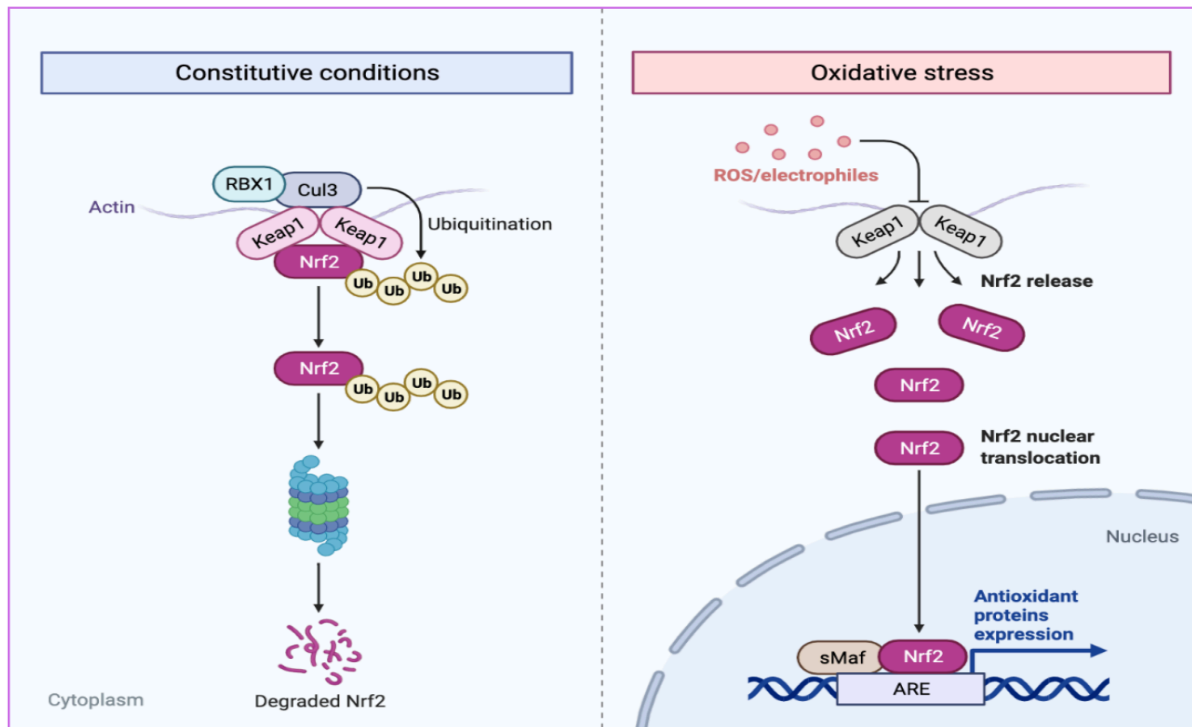 Constitutive conditions
RBX1
Cul3
Actin
Keap1
Keap1
Ubiquitination
Nrf2
Ub
Ub
Ub
Ub
Nrf2
Ub
Ub
Ub
Ub
Cytoplasm
Degraded Nrf2
Oxidative stress
ROS/electrophiles
Keap1
Keap1
Nrf2 release
Nrf2
Nrf2
Nrf2
Nrf2
Nrf2 nuclear
translocation
Nucleus
Antioxidant
proteins
expression
sMaf
Nrf2
ARE